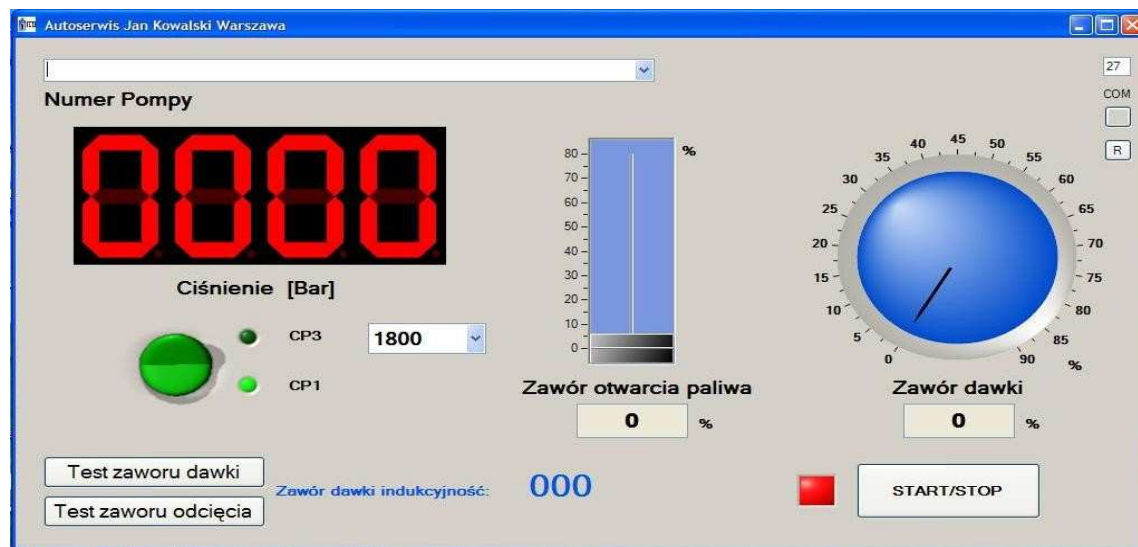 Autoserwis Jan Kowalski Warszawa
27
COM
R
Numer Pompy
0000
Ciśnienie [Bar]
CP3
1800
CP1
80
70
60
50
40
30
20
10
0
%
Zawór otwarcia paliwa
0 %
0
5
10
15
20
25
30
35
40
45
50
55
60
65
70
75
80
85
90
%
Zawór dawki
0 %
Test zaworu dawki
Test zaworu odcięcia
Zawór dawki indukcyjność: 000
START/STOP